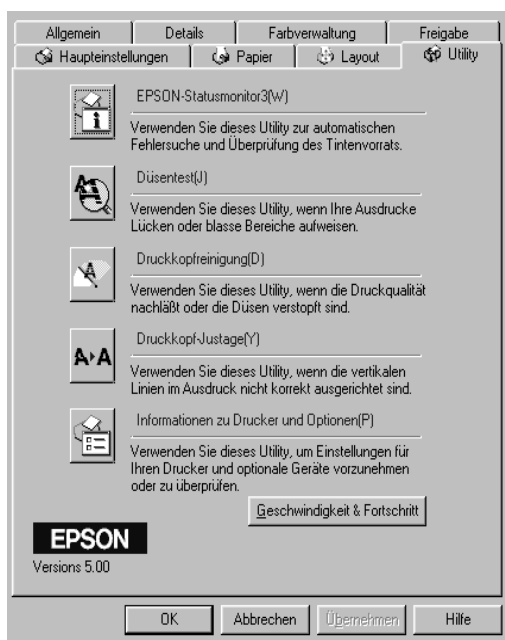 Allgemein Details Farbverwaltung Freigabe
Haupteinstellungen Papier Layout Utility
EPSON-Statusmonitor3(W)
Verwenden Sie dieses Utility zur automatischen
Fehlersuche und Überprüfung des Tintenvorrats.
Düsentest(J)
Verwenden Sie dieses Utility, wenn Ihre Ausdrucke
Lücken oder blasse Bereiche aufweisen.
Druckkopfreinigung(D)
Verwenden Sie dieses Utility, wenn die Druckqualität
nachläßt oder die Düsen verstopft sind.
Druckkopf-Justage(Y)
Verwenden Sie dieses Utility, wenn die vertikalen
Linien im Ausdruck nicht korrekt ausgerichtet sind.
Informationen zu Drucker und Optionen(P)
Verwenden Sie dieses Utility, um Einstellungen für
Ihren Drucker und optionale Geräte vorzunehmen
oder zu überprüfen.
Geschwindigkeit & Fortschritt
EPSON
Versions 5.00
OK Abbrechen Übernehmen Hilfe